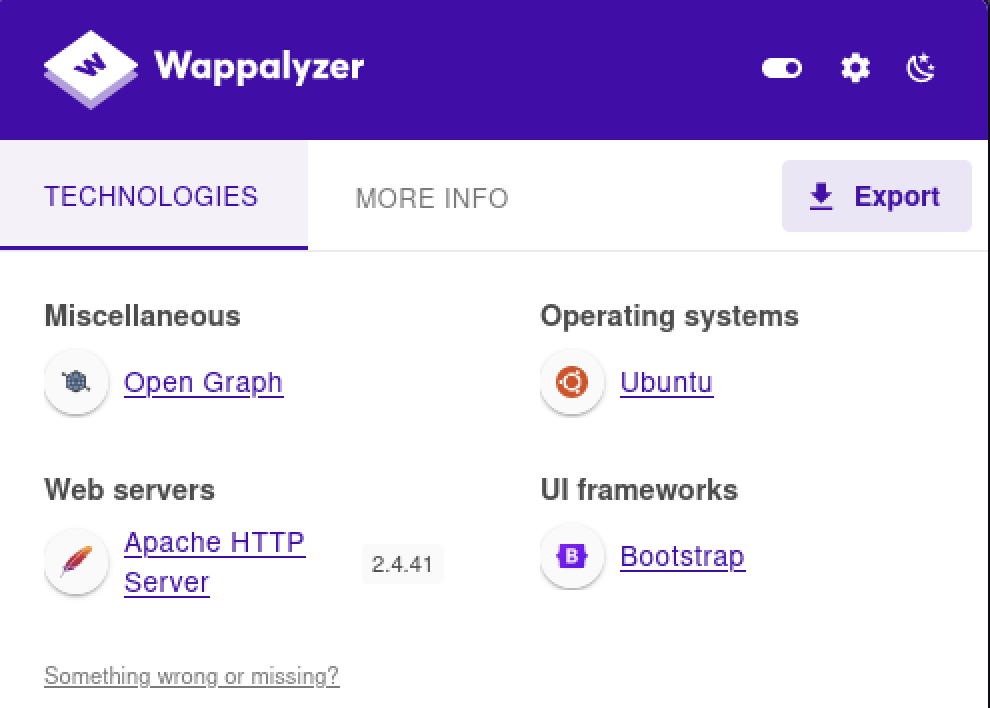 Wappalyzer
TECHNOLOGIES
MORE INFO
Export
Miscellaneous
Open Graph
Operating systems
Ubuntu
Web servers
Apache HTTP
Server
2.4.41
UI frameworks
B
Bootstrap
Something wrong or missing?